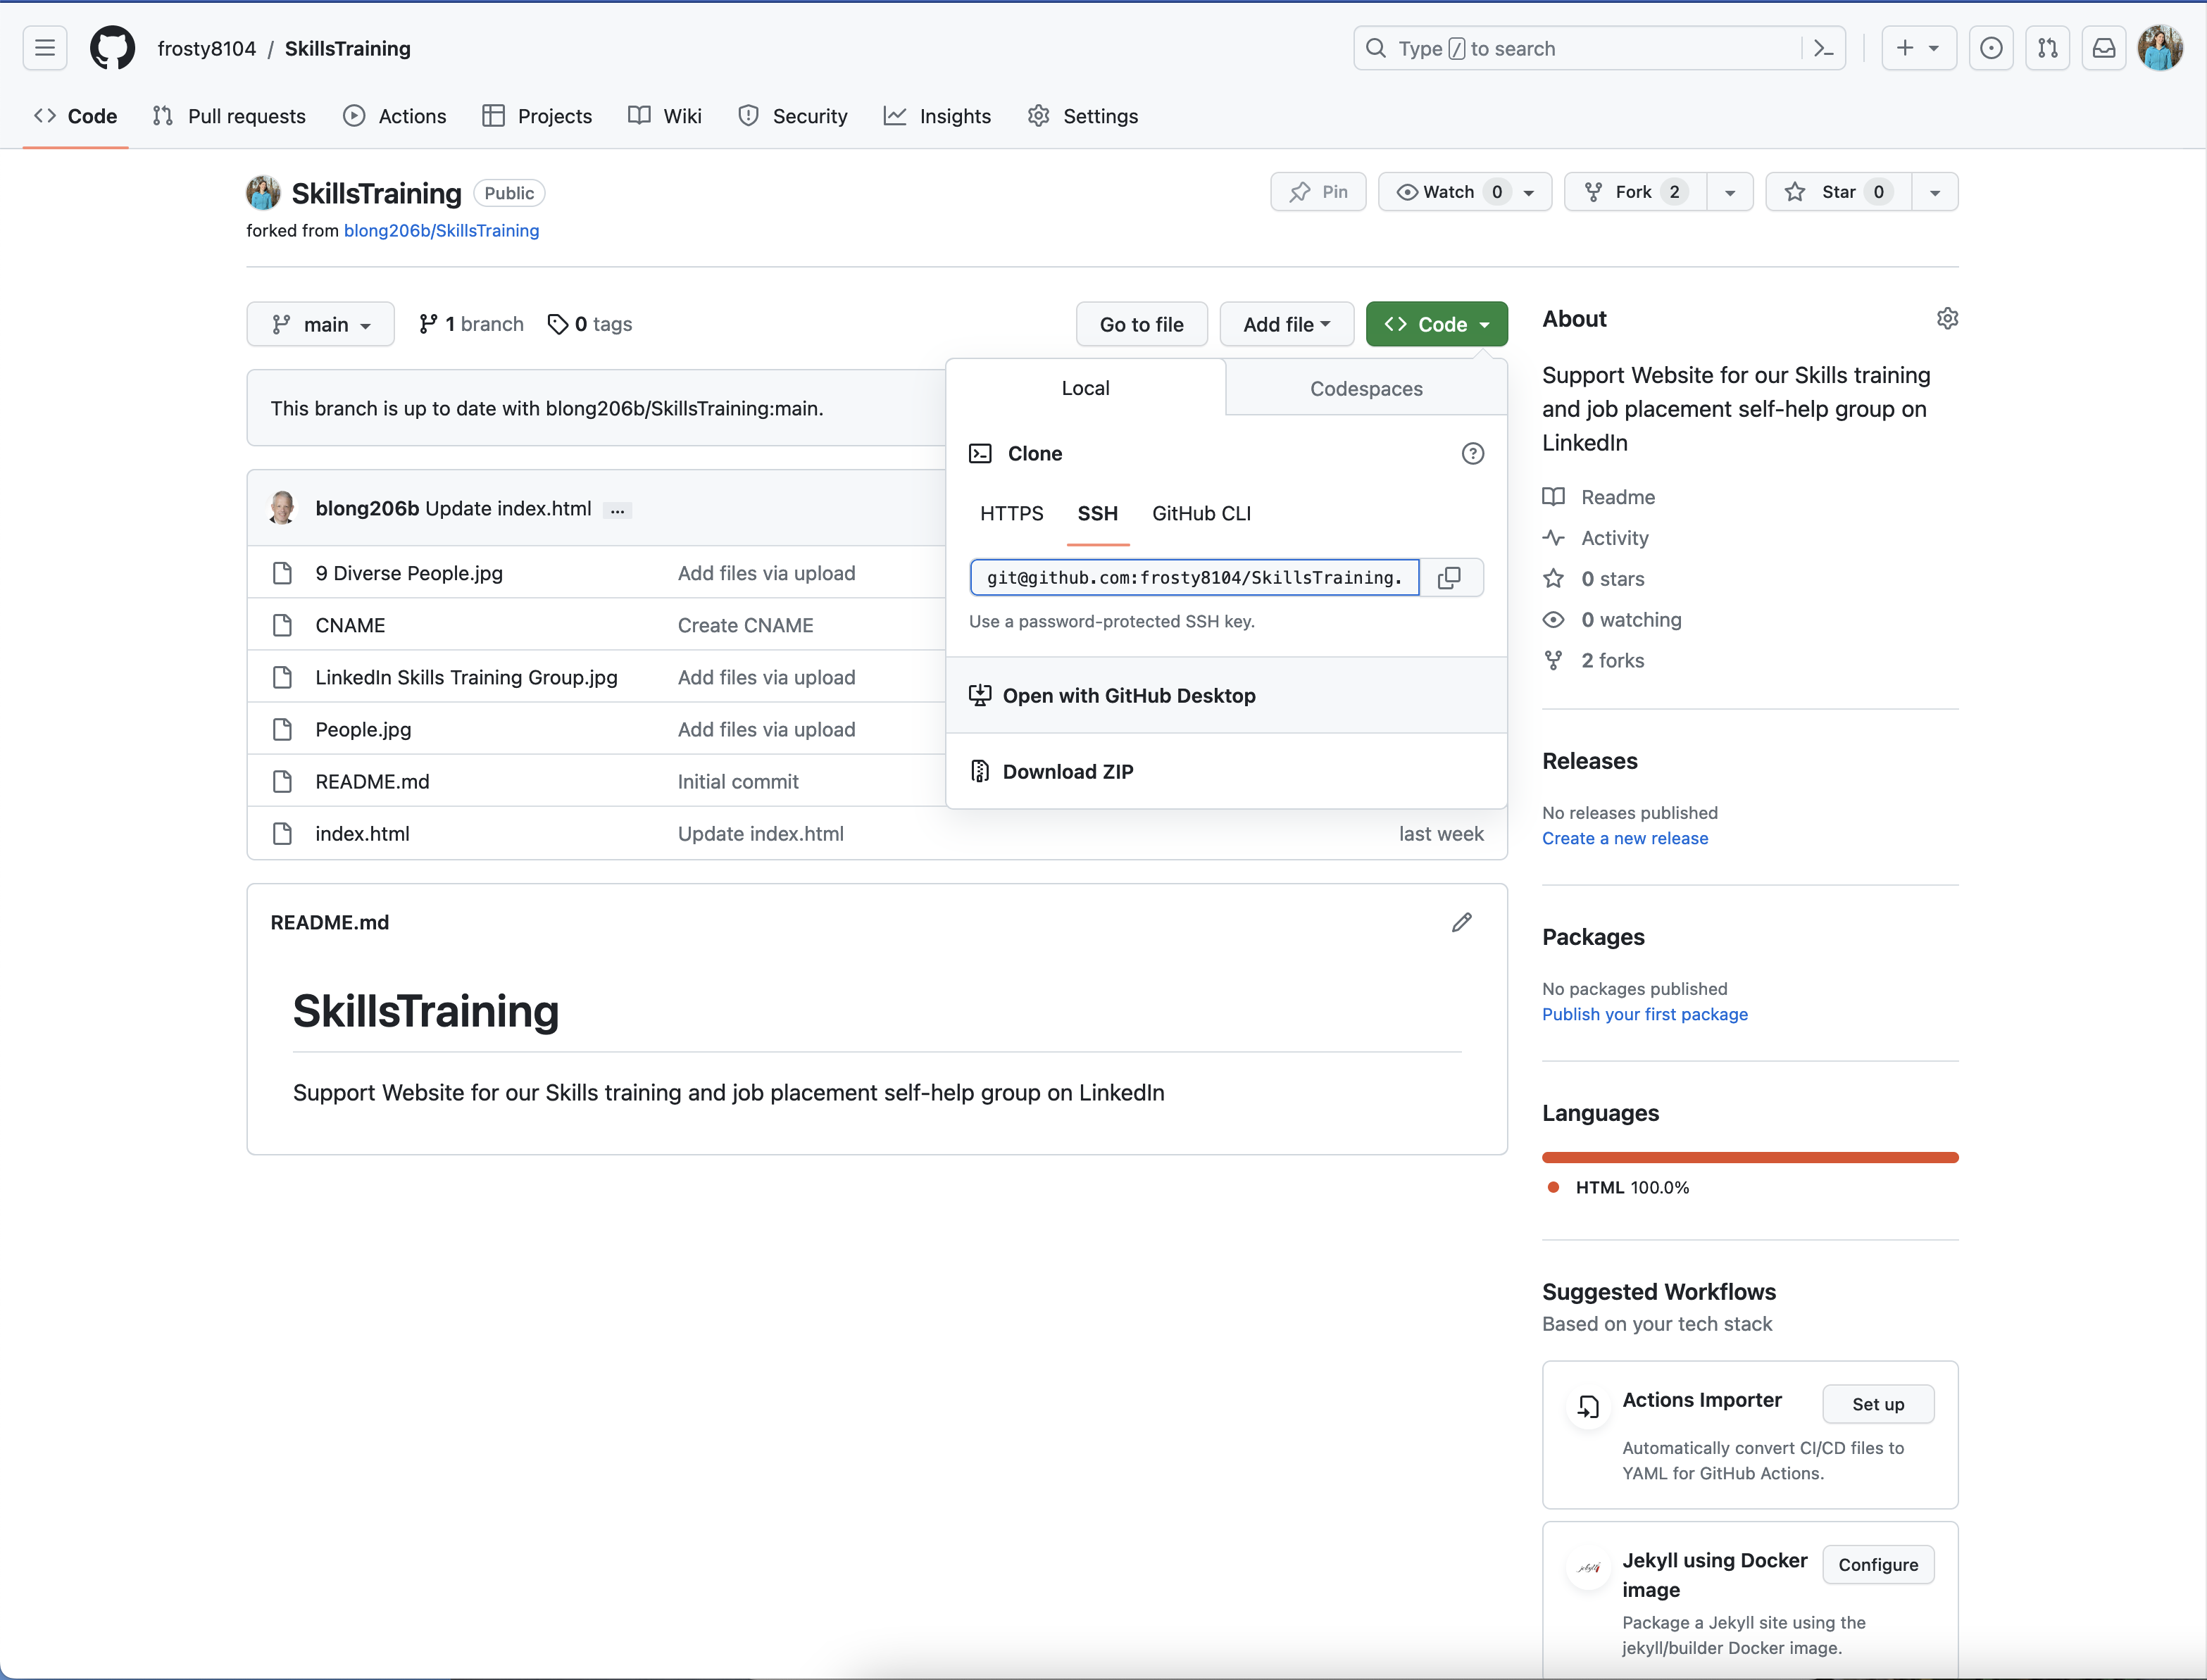 frosty8104 / SkillsTraining
Type / to search
Code Pull requests Actions Projects Wiki Security Insights Settings
SkillsTraining Public
Pin Watch 0 Fork 2 Star 0
forked from blong206b/SkillsTraining
main 1 branch 0 tags
Go to file Add file Code
This branch is up to date with blong206b/SkillsTraining:main.
blong206b Update index.html ...
9 Diverse People.jpg Add files via upload
CNAME Create CNAME
LinkedIn Skills Training Group.jpg Add files via upload
People.jpg Add files via upload
README.md Initial commit
index.html Update index.html last week
Local Codespaces
Clone
HTTPS SSH GitHub CLI
git@github.com:frosty8104/SkillsTraining.
Use a password-protected SSH key.
Open with GitHub Desktop
Download ZIP
README.md
SkillsTraining
Support Website for our Skills training and job placement self-help group on LinkedIn
About
Support Website for our Skills training
and job placement self-help group on
LinkedIn
Readme
Activity
0 stars
0 watching
2 forks
Releases
No releases published
Create a new release
Packages
No packages published
Publish your first package
Languages
HTML 100.0%
Suggested Workflows
Based on your tech stack
Actions Importer Set up
Automatically convert CI/CD files to
YAML for GitHub Actions.
jekyll
Jekyll using Docker Configure
image
Package a Jekyll site using the
jekyll/builder Docker image.